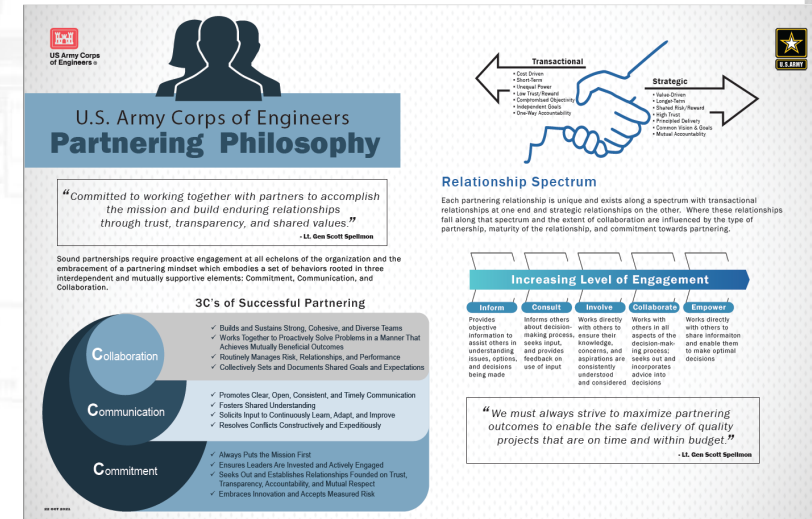 US Army Corps
of Engineers ®
U.S. Army Corps of Engineers
Partnering Philosophy
"Committed to working together with partners to accomplish
the mission and build enduring relationships
through trust, transparency, and shared values."
- Lt. Gen Scott Spellmon
Sound partnerships require proactive engagement at all echelons of the organization and the
embracement of a partnering mindset which embodies a set of behaviors rooted in three
interdependent and mutually supportive elements: Commitment, Communication, and
Collaboration.
3C's of Successful Partnering
Collaboration
✓ Builds and Sustains Strong, Cohesive, and Diverse Teams
✓ Works Together to Proactively Solve Problems in a Manner That
Achieves Mutually Beneficial Outcomes
✓ Routinely Manages Risk, Relationships, and Performance
✓ Collectively Sets and Documents Shared Goals and Expectations
Communication
✓ Promotes Clear, Open, Consistent, and Timely Communication
✓ Fosters Shared Understanding
✓ Solicits Input to Continuously Learn, Adapt, and Improve
✓ Resolves Conflicts Constructively and Expeditiously
Commitment
✓ Always Puts the Mission First
✓ Ensures Leaders Are Invested and Actively Engaged
✓ Seeks Out and Establishes Relationships Founded on Trust,
Transparency, Accountability, and Mutual Respect
✓ Embraces Innovation and Accepts Measured Risk
U.S.ARMY
Transactional
• Cost Driven
• Short-Term
• Unequal Power
• Low Trust/Reward
• Compromised Objectivity
• Independent Goals
• One-Way Accountability
Strategic
• Value-Driven
• Longer-Term
• Shared Risk/Reward
• High Trust
• Principled Delivery
• Common Vision & Goals
• Mutual Accountability
Relationship Spectrum
Each partnering relationship is unique and exists along a spectrum with transactional
relationships at one end and strategic relationships on the other. Where these relationships
fall along that spectrum and the extent of collaboration are influenced by the type of
partnership, maturity of the relationship, and commitment towards partnering.
Increasing Level of Engagement
Inform
Provides
objective
information to
assist others in
understanding
issues, options,
and decisions
being made
Consult
Informs others
about decision-
making process,
seeks input,
and provides
feedback on
use of input
Involve
Works directly
with others to
ensure their
knowledge,
concerns, and
aspirations are
consistently
understood
and considered
Collaborate
Works with
others in all
aspects of the
decision-mak-
ing process;
seeks out and
incorporates
advice into
decisions
Empower
Works directly
with others to
share informaiton
and enable them
to make optimal
decisions
"We must always strive to maximize partnering
outcomes to enable the safe delivery of quality
projects that are on time and within budget."
- Lt. Gen Scott Spellmon